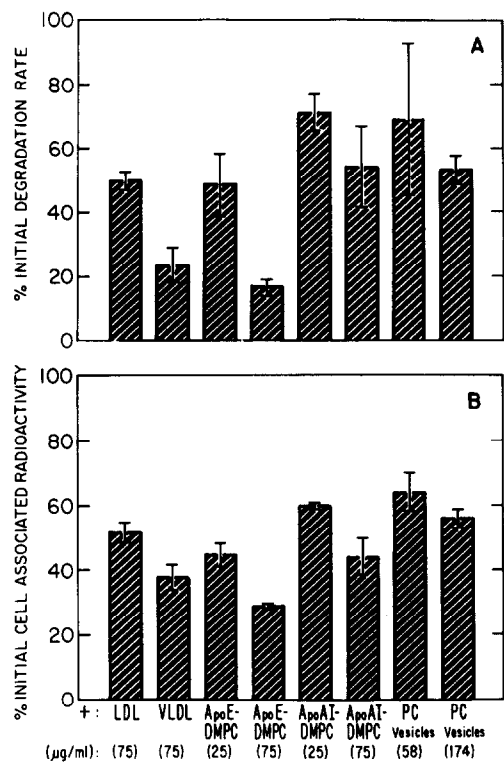 100
80
60
40
20
0
% INITIAL DEGRADATION RATE
A
100
80
60
40
20
0
% INITIAL CELL ASSOCIATED RADIOACTIVITY
B
+ : LDL VLDL ApoE-DMPC ApoE-DMPC ApoAI-DMPC ApoAI-DMPC PC Vesicles PC Vesicles
(µg/ml): (75) (75) (25) (75) (25) (75) (58) (174)